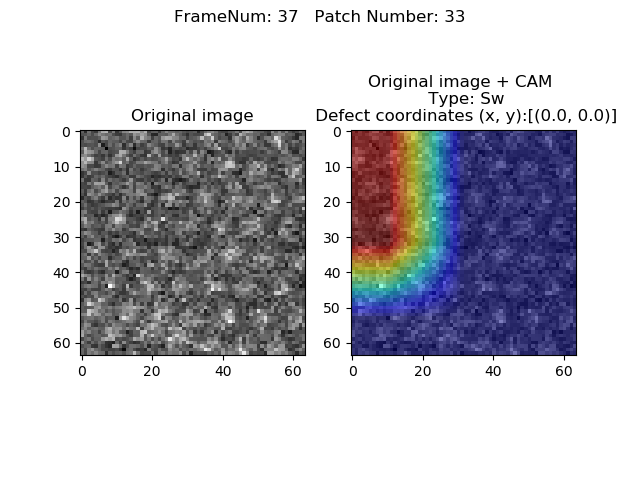 FrameNum: 37   Patch Number: 33
Original image
0
10
20
30
40
50
60
0 20 40 60
Original image + CAM
Type: Sw
Defect coordinates (x, y):[(0.0, 0.0)]
0
10
20
30
40
50
60
0 20 40 60